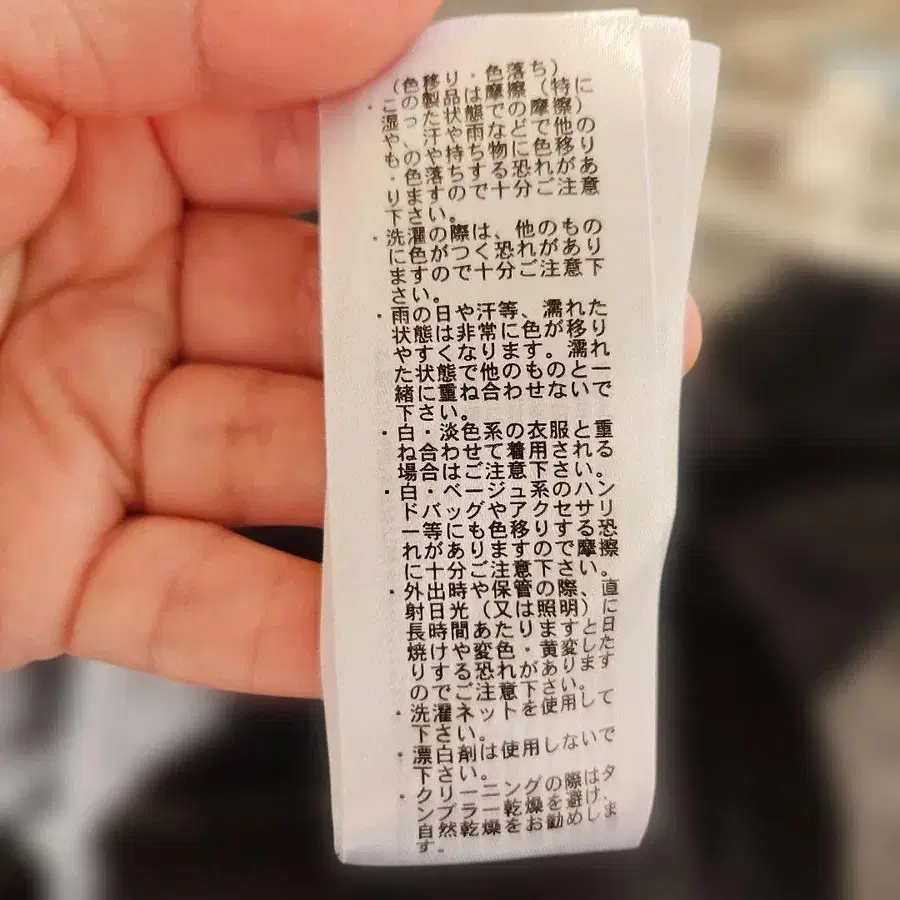 (色移り・色落ち)
・この製品は摩擦(特に
湿った状態での摩擦)
や、汗や雨などで他の
もの持ち物に色移り
・色落ちする恐れがあ
りますので十分ご注意
下さい。
・洗濯の際は、他のもの
に色がつく恐れがあり
ますので十分ご注意下
さい。
・雨の日や汗等、濡れた
状態は非常に色が移り
やすくなります。濡れ
た状態で他のものと一
緒に重ね合わせないで
下さい。
・白・淡色系の衣服と重
ね合わせて着用される
場合はご注意下さい。
・白・ベージュ系のハン
ドバッグやアクセサリ
ー等にも色移りする恐
れがありますので摩擦
に十分ご注意下さい。
・外出時や保管の際、直
射日光(又は照明)に
長時間あたりますと日
焼けや変色・黄変した
りする恐れがあります
のでご注意下さい。
・洗濯ネットを使用して
下さい。
・漂白剤は使用しないで
下さい。
・クリーニングの際はタ
ンブラー乾燥を避け、
自然乾燥をお勧めしま
す。